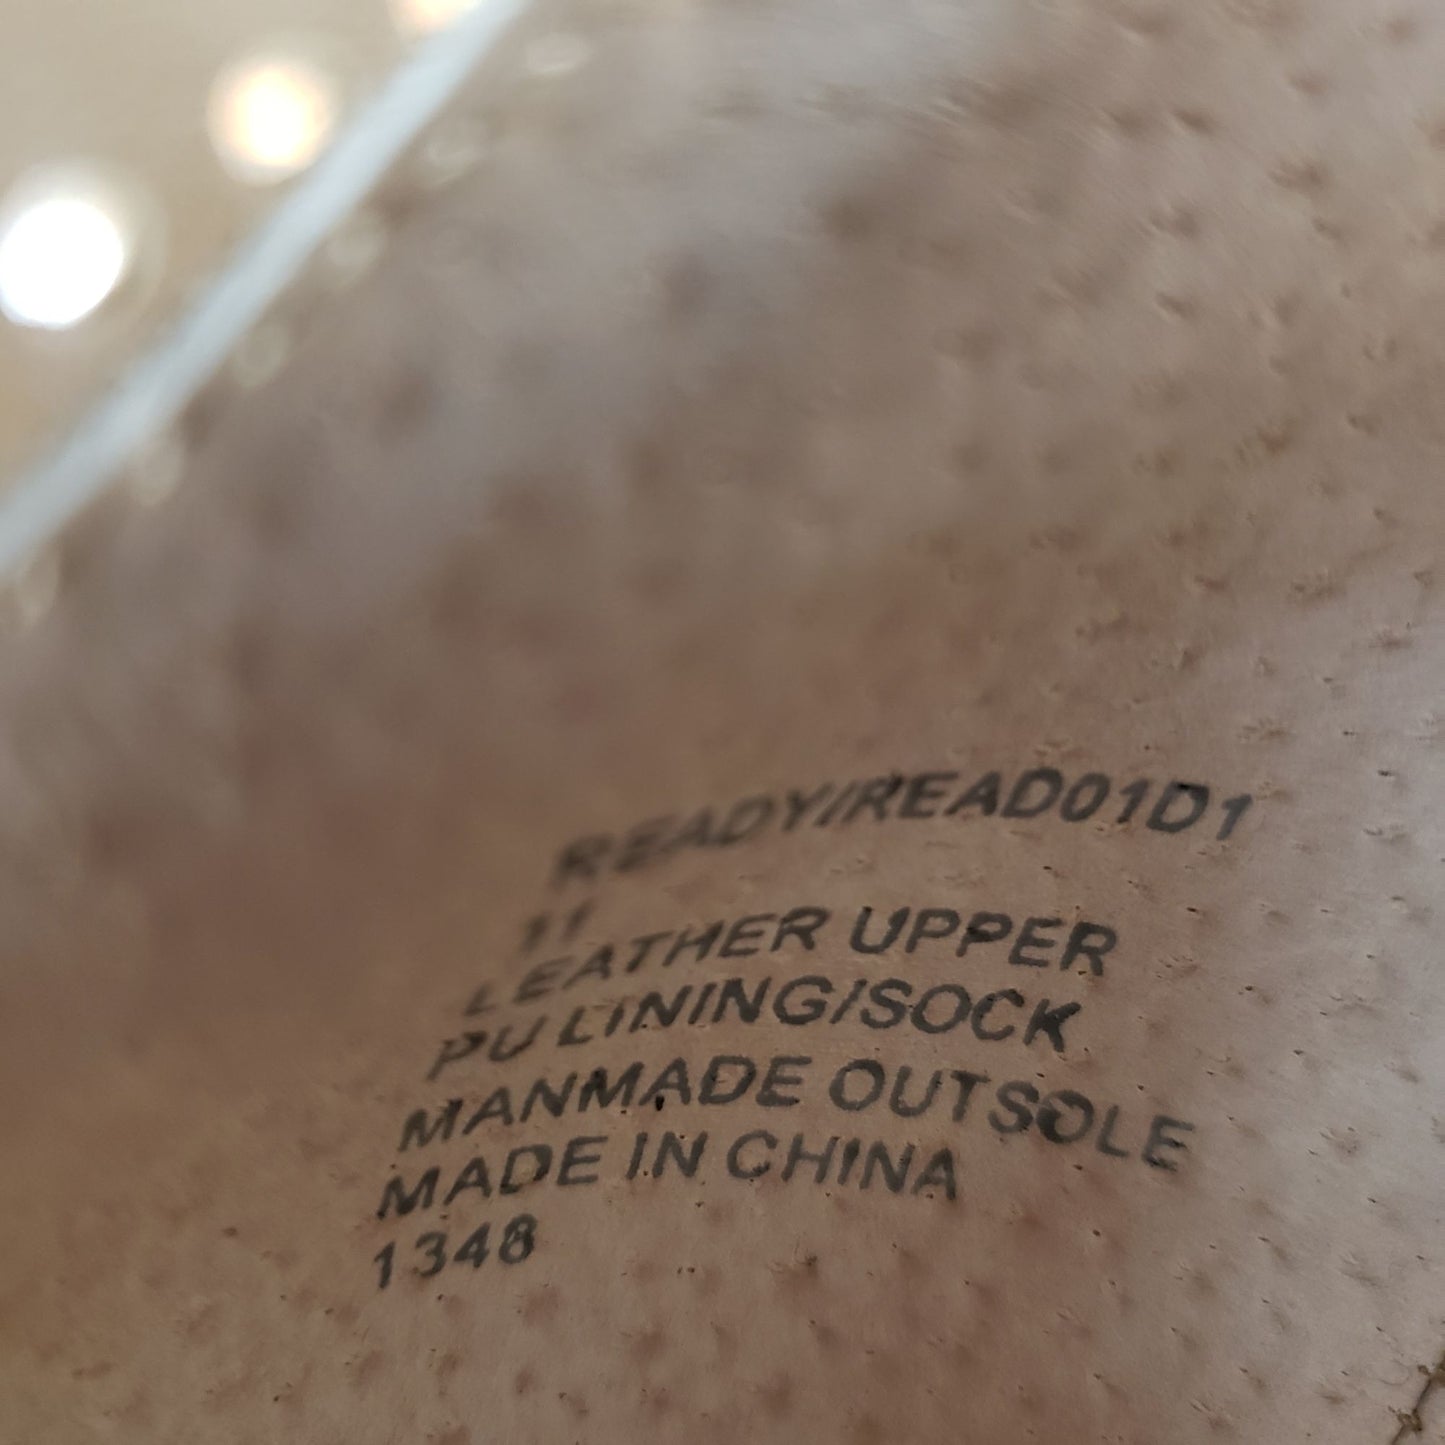 READY/READ01D1
11
LEATHER UPPER
PU LINING/SOCK
MANMADE OUTSOLE
MADE IN CHINA
1348